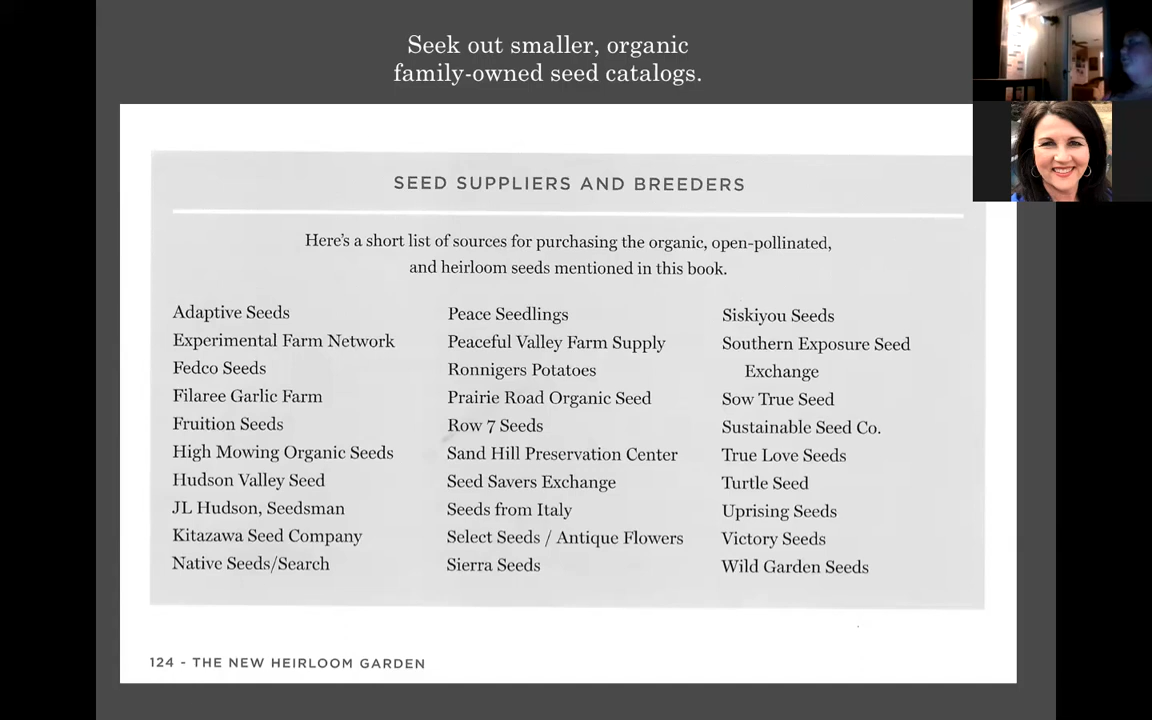 Seek out smaller, organic
family-owned seed catalogs.
SEED SUPPLIERS AND BREEDERS
Here's a short list of sources for purchasing the organic, open-pollinated,
and heirloom seeds mentioned in this book.
Adaptive Seeds
Experimental Farm Network
Fedco Seeds
Filaree Garlic Farm
Fruition Seeds
High Mowing Organic Seeds
Hudson Valley Seed
JL Hudson, Seedsman
Kitazawa Seed Company
Native Seeds/Search
Peace Seedlings
Peaceful Valley Farm Supply
Ronnigers Potatoes
Prairie Road Organic Seed
Row 7 Seeds
Sand Hill Preservation Center
Seed Savers Exchange
Seeds from Italy
Select Seeds / Antique Flowers
Sierra Seeds
Siskiyou Seeds
Southern Exposure Seed
Exchange
Sow True Seed
Sustainable Seed Co.
True Love Seeds
Turtle Seed
Uprising Seeds
Victory Seeds
Wild Garden Seeds
124 - THE NEW HEIRLOOM GARDEN